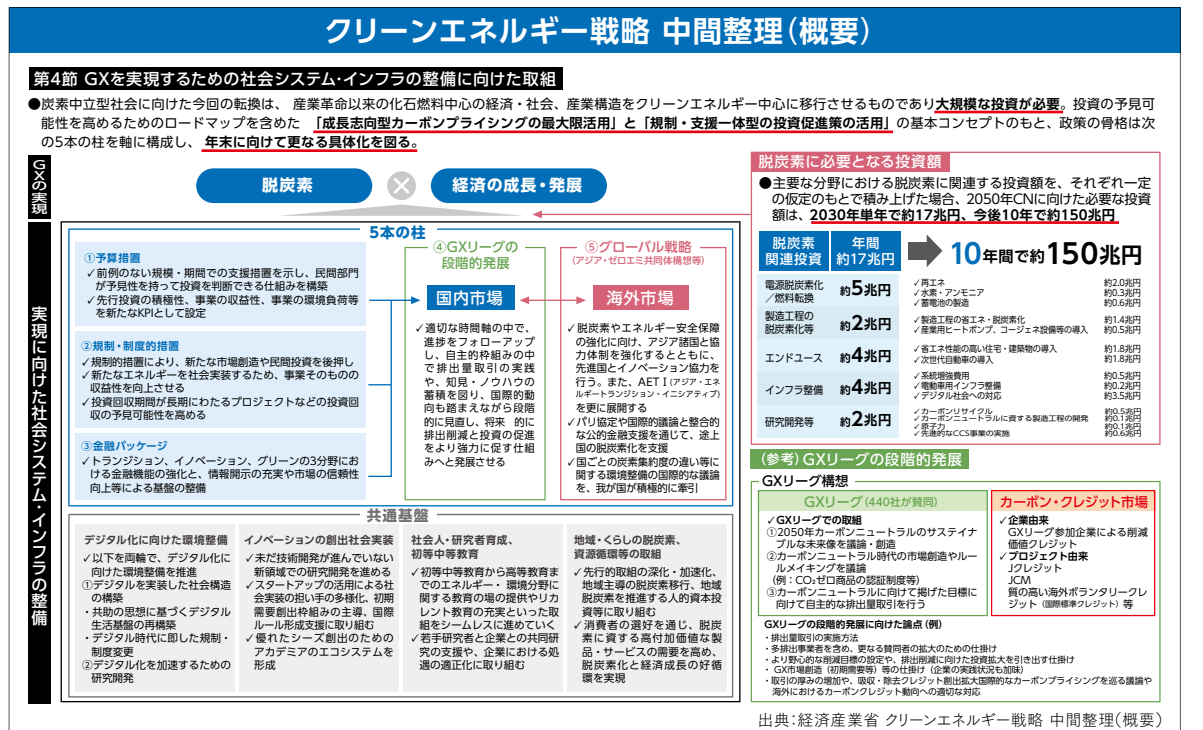 クリーンエネルギー戦略 中間整理（概要）
第4節 GXを実現するための社会システム・インフラの整備に向けた取組
●炭素中立型社会に向けた今回の転換は、 産業革命以来の化石燃料中心の経済・社会、産業構造をクリーンエネルギー中心に移行させるものであり大規模な投資が必要。投資の予見可
能性を高めるためのロードマップを含めた 「成長志向型カーボンプライシングの最大限活用」と「規制・支援一体型の投資促進策の活用」の基本コンセプトのもと、政策の骨格は次
の5本の柱を軸に構成し、年末に向けて更なる具体化を図る。
GXの実現
脱炭素
経済の成長・発展
実現に向けた社会システム・インフラの整備
5本の柱
①予算措置
✓前例のない規模・期間での支援措置を示し、民間部門
が予見性を持って投資を判断できる仕組みを構築
✓先行投資の積極性、事業の収益性、事業の環境負荷等
を新たなKPIとして設定
②規制・制度的措置
✓規制的措置により、新たな市場創造や民間投資を後押し
✓新たなエネルギーを社会実装するため、事業そのものの
収益性を向上させる
✓投資回収期間が長期にわたるプロジェクトなどの投資回
収の予見可能性を高める
③金融パッケージ
✓トランジション、イノベーション、グリーンの3分野にお
ける金融機能の強化と、情報開示の充実や市場の信頼性
向上等による基盤の整備
④GXリーグの
段階的発展
国内市場
✓適切な時間軸の中で、
進捗をフォローアップ
し、自主的枠組みの中
で排出量取引の実践
や、知見・ノウハウの
蓄積を図り、国際的動
向も踏まえながら段階
的に見直し、将来 的に
排出削減と投資の促進
をより強力に促す仕組
みへと発展させる
⑤グローバル戦略
（アジア・ゼロエミ共同体構想等）
海外市場
✓脱炭素やエネルギー安全保障
の強化に向け、アジア諸国と協
力体制を強化するとともに、
先進国とイノベーション協力を
行う。また、AETI（アジア・エネ
ルギートランジション・イニシアティブ）
を更に展開する
✓パリ協定や国際的議論と整合的
な公的金融支援を通じて、途上
国の脱炭素化を支援
✓国ごとの炭素集約度の違い等に
関する環境整備の国際的な議論
を、我が国が積極的に牽引
共通基盤
デジタル化に向けた環境整備
✓以下を両輪で、デジタル化に
向けた環境整備を推進
①デジタルを実装した社会構造
の構築
・共助の思想に基づくデジタル
生活基盤の再構築
・デジタル時代に即した規制・
制度変更
②デジタル化を加速するための
研究開発
イノベーションの創出社会実装
✓未だ技術開発が進んでいない
新領域での研究開発を進める
✓スタートアップの活用による社
会実装の担い手の多様化、初期
需要創出枠組みの主導、国際
ルール形成支援に取り組む
✓優れたシーズ創出のための
アカデミアのエコシステムを
形成
社会人・研究者育成、
初等中等教育
✓初等中等教育から高等教育ま
でのエネルギー・環境分野に
関する教育の場の提供やリカ
レント教育の充実といった取
組をシームレスに進めていく
✓若手研究者と企業との共同研
究の支援や、企業における処
遇の適正化に取り組む
地域・くらしの脱炭素、
資源循環等の取組
✓先行的取組の深化・加速化、
地域主導の脱炭素移行、地域
脱炭素を推進する人的資本投
資等に取り組む
✓消費者の選好を通じ、脱炭
素に資する高付加価値な製
品・サービスの需要を高め、
脱炭素化と経済成長の好循
環を実現
脱炭素に必要となる投資額
●主要な分野における脱炭素に関連する投資額を、それぞれ一定
の仮定のもとで積み上げた場合、2050年CNに向けた必要な投資
額は、2030年単年で約17兆円、今後10年で約150兆円
脱炭素
関連投資
年間
約17兆円
10年間で約150兆円
電源脱炭素化
／燃料転換
約5兆円
✓再エネ 約2.0兆円
✓水素・アンモニア 約0.3兆円
✓蓄電池の製造 約0.6兆円
製造工程の
脱炭素化等
約2兆円
✓製造工程の省エネ・脱炭素化 約1.4兆円
✓産業用ヒートポンプ、コージェネ設備等の導入 約0.5兆円
エンドユース
約4兆円
✓省エネ性能の高い住宅・建築物の導入 約1.8兆円
✓次世代自動車の導入 約1.8兆円
インフラ整備
約4兆円
✓系統増強費用 約0.5兆円
✓電動車用インフラ整備 約0.2兆円
✓デジタル社会への対応 約3.5兆円
研究開発等
約2兆円
✓カーボンリサイクル 約0.5兆円
✓カーボンニュートラルに資する製造工程の開発 約0.1兆円
✓原子力 約0.1兆円
✓先進的なCCS事業の実施 約0.6兆円
（参考）GXリーグの段階的発展
GXリーグ構想
GXリーグ（440社が賛同）
✓GXリーグでの取組
①2050年カーボンニュートラルのサステイナ
ブルな未来像を議論・創造
②カーボンニュートラル時代の市場創造やルー
ルメイキングを議論
（例：CO₂ゼロ商品の認証制度等）
③カーボンニュートラルに向けて掲げた目標に
向けて自主的な排出量取引を行う
カーボン・クレジット市場
✓企業由来
GXリーグ参加企業による削減
価値クレジット
✓プロジェクト由来
Jクレジット
JCM
質の高い海外ボランタリークレ
ジット（国際標準クレジット）等
GXリーグの段階的発展に向けた論点（例）
・排出量取引の実施方法
・多排出事業者を含め、更なる賛同者の拡大のための仕掛け
・より野心的な削減目標の設定や、排出削減に向けた投資拡大を引き出す仕掛け
・GX市場創造（初期需要等）等の仕掛け（企業の実践状況も加味）
・取引の厚みの増加や、吸収・除去クレジット創出拡大国際的なカーボンプライシングを巡る議論や
海外におけるカーボンクレジット動向への適切な対応
出典：経済産業省 クリーンエネルギー戦略 中間整理（概要）